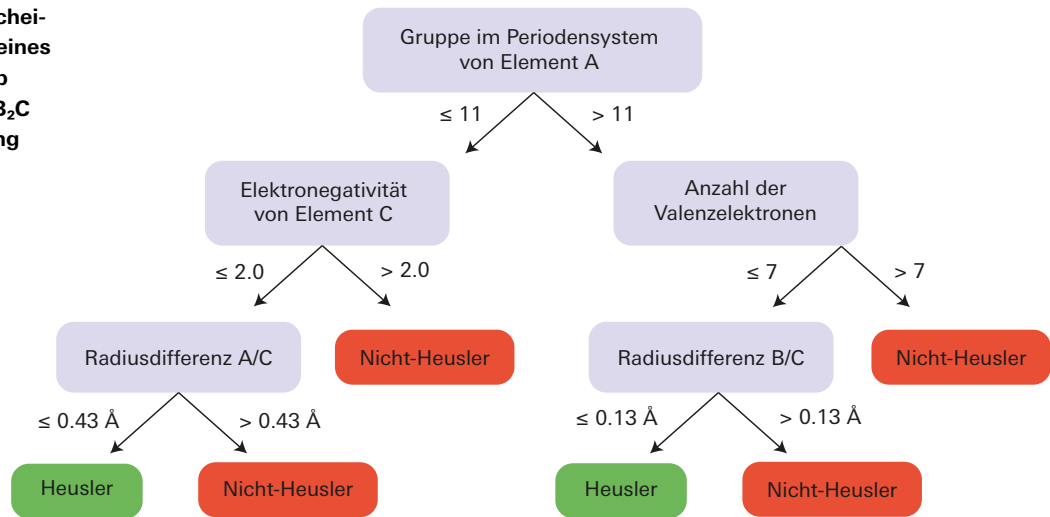 chei-
eines
B₂C
ng
Gruppe im Periodensystem
von Element A
≤ 11
> 11
Elektronegativität
von Element C
Anzahl der
Valenzelektronen
≤ 2.0
> 2.0
≤ 7
> 7
Radiusdifferenz A/C
Nicht-Heusler
Radiusdifferenz B/C
Nicht-Heusler
≤ 0.43 Å
> 0.43 Å
≤ 0.13 Å
> 0.13 Å
Heusler
Nicht-Heusler
Heusler
Nicht-Heusler